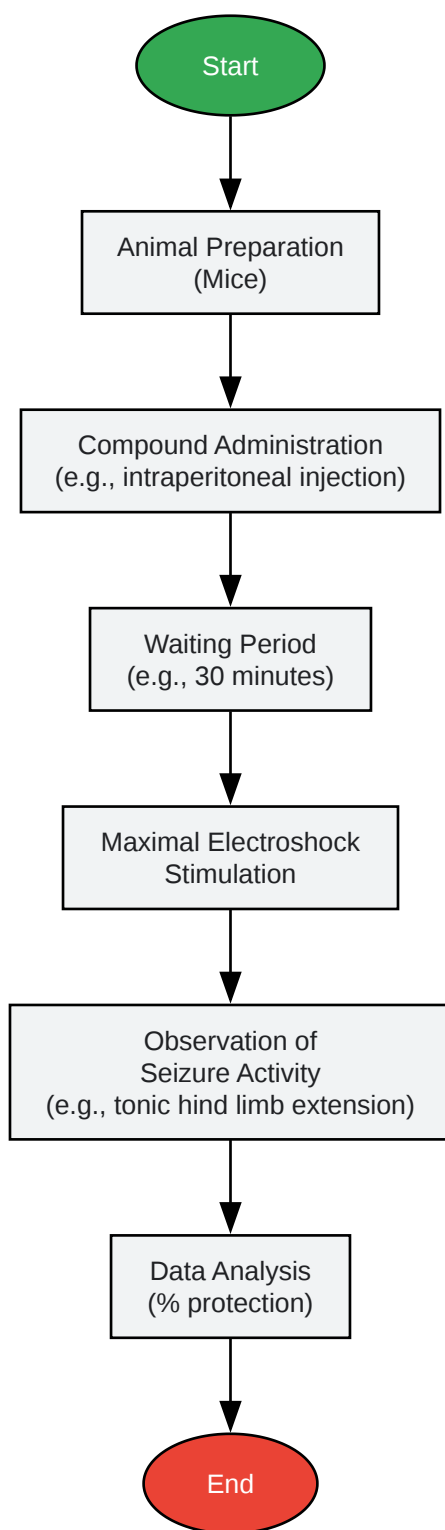 Start
Animal Preparation
(Mice)
Compound Administration
(e.g., intraperitoneal injection)
Waiting Period
(e.g., 30 minutes)
Maximal Electroshock
Stimulation
Observation of
Seizure Activity
(e.g., tonic hind limb extension)
Data Analysis
(% protection)
End